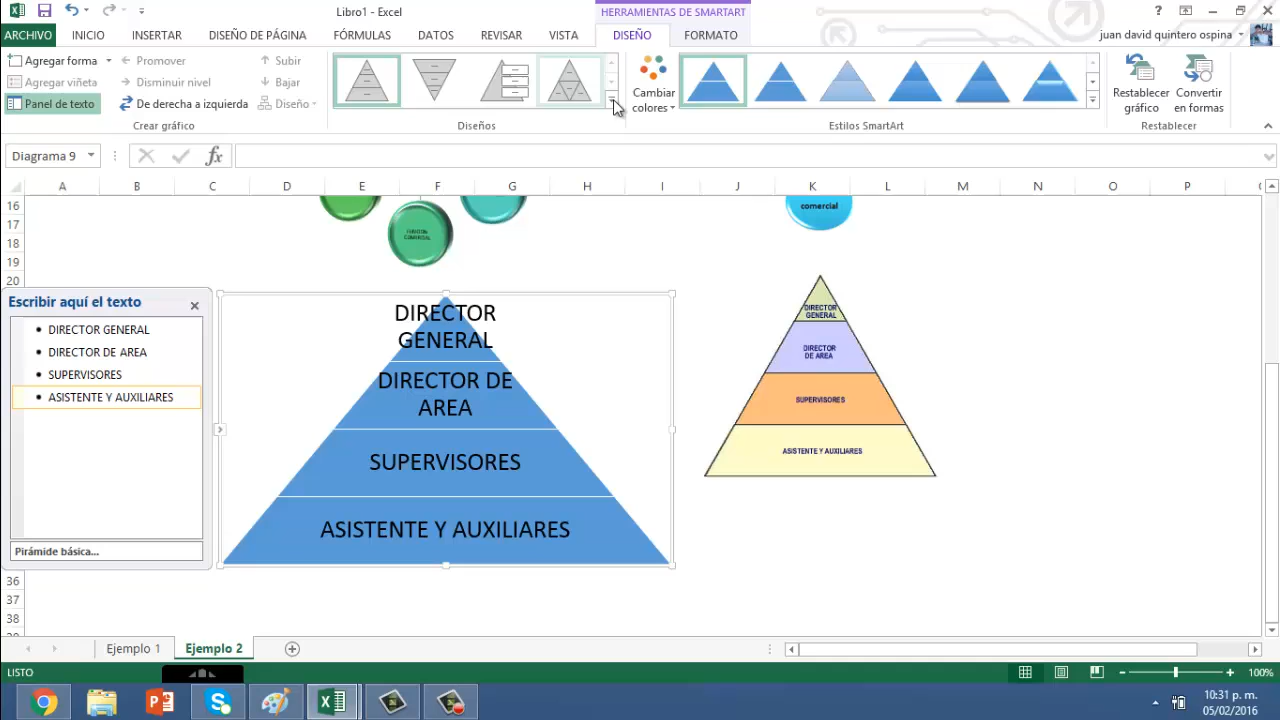 Libro1 - Excel
HERRAMIENTAS DE SMARTART
?
ARCHIVO
INICIO
INSERTAR
DISEÑO DE PÁGINA
FÓRMULAS
DATOS
REVISAR
VISTA
DISEÑO
FORMATO
juan david quintero ospina
Agregar forma
Promover
Subir
Agregar viñeta
Disminuir nivel
Bajar
Panel de texto
De derecha a izquierda
Diseño
Crear gráfico
Diseños
Cambiar
colores
Estilos SmartArt
Restablecer
gráfico
Convertir
en formas
Restablecer
Diagrama 9
fx
A B C D E F G H I J K L M N O P
16
17
18
19
20
36
37
38
FUNCION
COMERCIAL
comercial
Escribir aquí el texto
DIRECTOR GENERAL
DIRECTOR DE AREA
SUPERVISORES
ASISTENTE Y AUXILIARES
Pirámide básica...
DIRECTOR
GENERAL
DIRECTOR DE
AREA
SUPERVISORES
ASISTENTE Y AUXILIARES
DIRECTOR
GENERAL
DIRECTOR
DE AREA
SUPERVISORES
ASISTENTE Y AUXILIARES
Ejemplo 1
Ejemplo 2
LISTO
100%
10:31 p. m.
05/02/2016